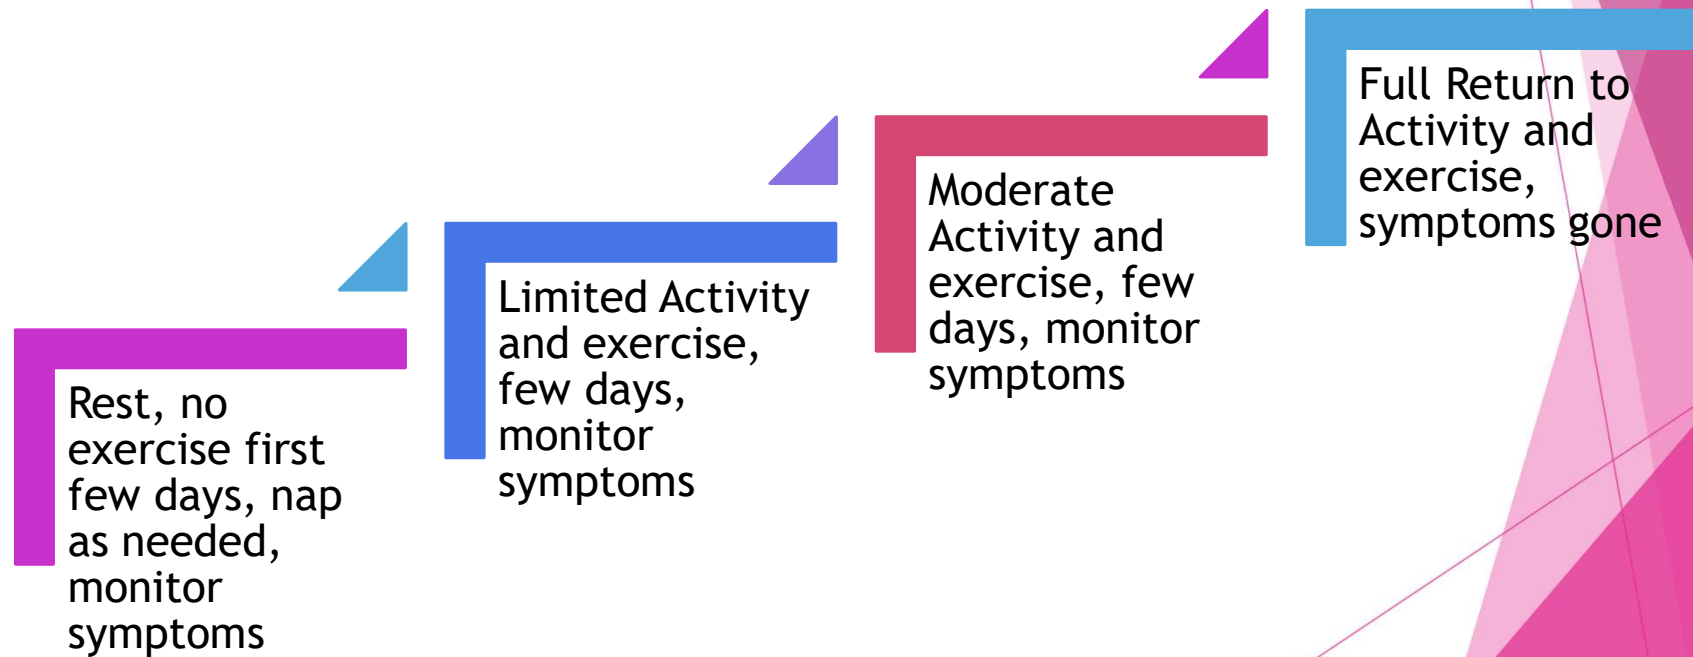 Rest, no
exercise first
few days, nap
as needed,
monitor
symptoms
Limited Activity
and exercise,
few days,
monitor
symptoms
Moderate
Activity and
exercise, few
days, monitor
symptoms
Full Return to
Activity and
exercise,
symptoms gone